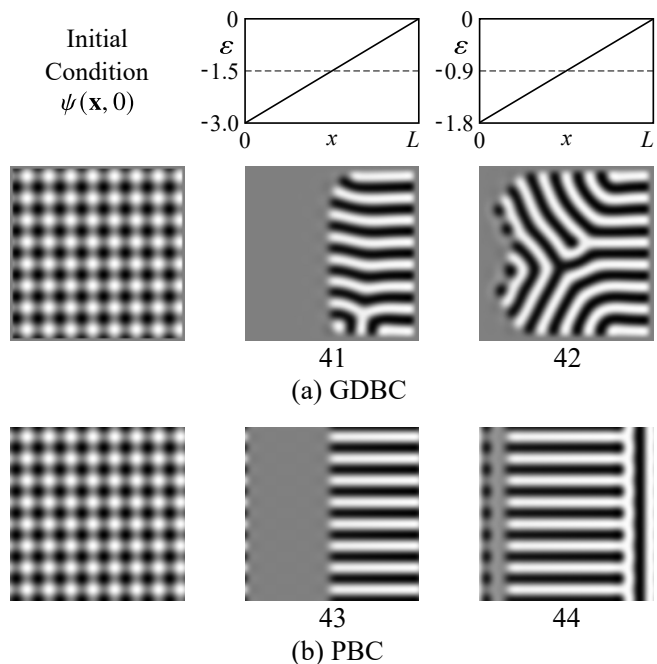 Initial
Condition
ψ(x, 0)
0
ε
-1.5
-3.0
0 x L
0
ε
-0.9
-1.8
0 x L
41 42
(a) GDBC
43 44
(b) PBC